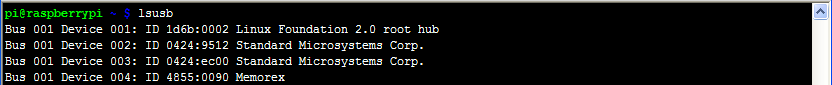 pi@raspberrypi ~ $ lsusb
Bus 001 Device 001: ID 1d6b:0002 Linux Foundation 2.0 root hub
Bus 001 Device 002: ID 0424:9512 Standard Microsystems Corp.
Bus 001 Device 003: ID 0424:ec00 Standard Microsystems Corp.
Bus 001 Device 004: ID 4855:0090 Memorex